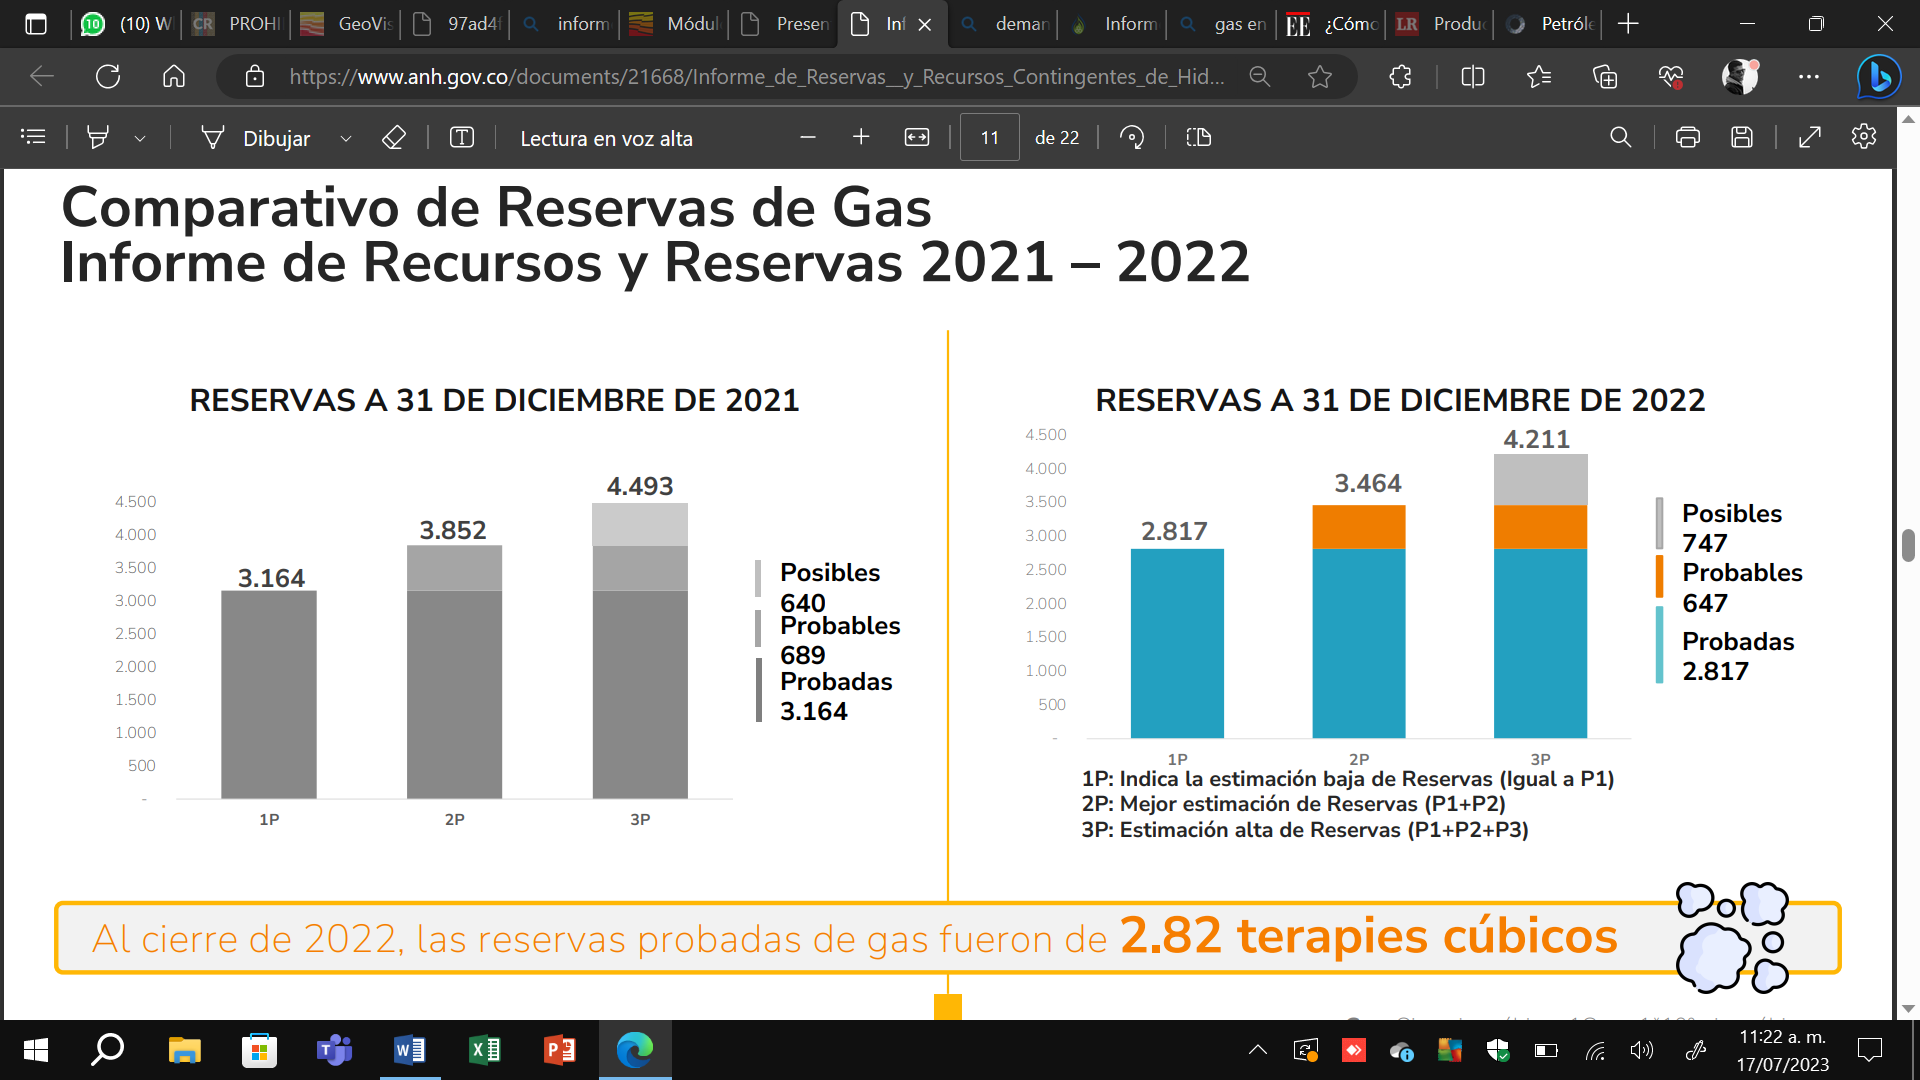 (10) W
CR
PROHI
GeoVis
97ad4f
inform
Módul
Presen
Inf
deman
Inform
gas en
EE
¿Cómo
LR
Produc
Petróle
https://www.anh.gov.co/documents/21668/Informe_de_Reservas__y_Recursos_Contingentes_de_Hid...
Dibujar
Lectura en voz alta
11
de 22
Comparativo de Reservas de Gas
Informe de Recursos y Reservas 2021 – 2022
RESERVAS A 31 DE DICIEMBRE DE 2021
4.500
4.000
3.500
3.000
2.500
2.000
1.500
1.000
500
-
3.164
3.852
4.493
1P
2P
3P
Posibles
640
Probables
689
Probadas
3.164
RESERVAS A 31 DE DICIEMBRE DE 2022
4.500
4.000
3.500
3.000
2.500
2.000
1.500
1.000
500
-
2.817
3.464
4.211
1P
2P
3P
Posibles
747
Probables
647
Probadas
2.817
1P: Indica la estimación baja de Reservas (Igual a P1)
2P: Mejor estimación de Reservas (P1+P2)
3P: Estimación alta de Reservas (P1+P2+P3)
Al cierre de 2022, las reservas probadas de gas fueron de 2.82 terapies cúbicos
11:22 a. m.
17/07/2023